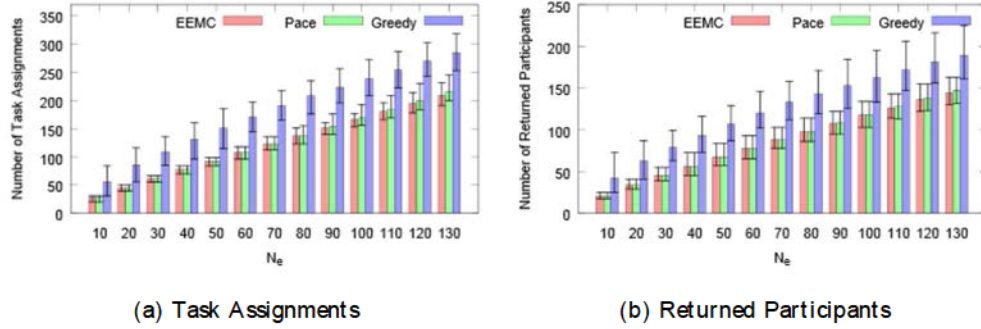 EEMC Pace Greedy
Number of Task Assignments
350
300
250
200
150
100
50
0
10 20 30 40 50 60 70 80 90 100 110 120 130
Ne
(a) Task Assignments
EEMC Pace Greedy
Number of Returned Participants
250
200
150
100
50
0
10 20 30 40 50 60 70 80 90 100 110 120 130
Ne
(b) Returned Participants